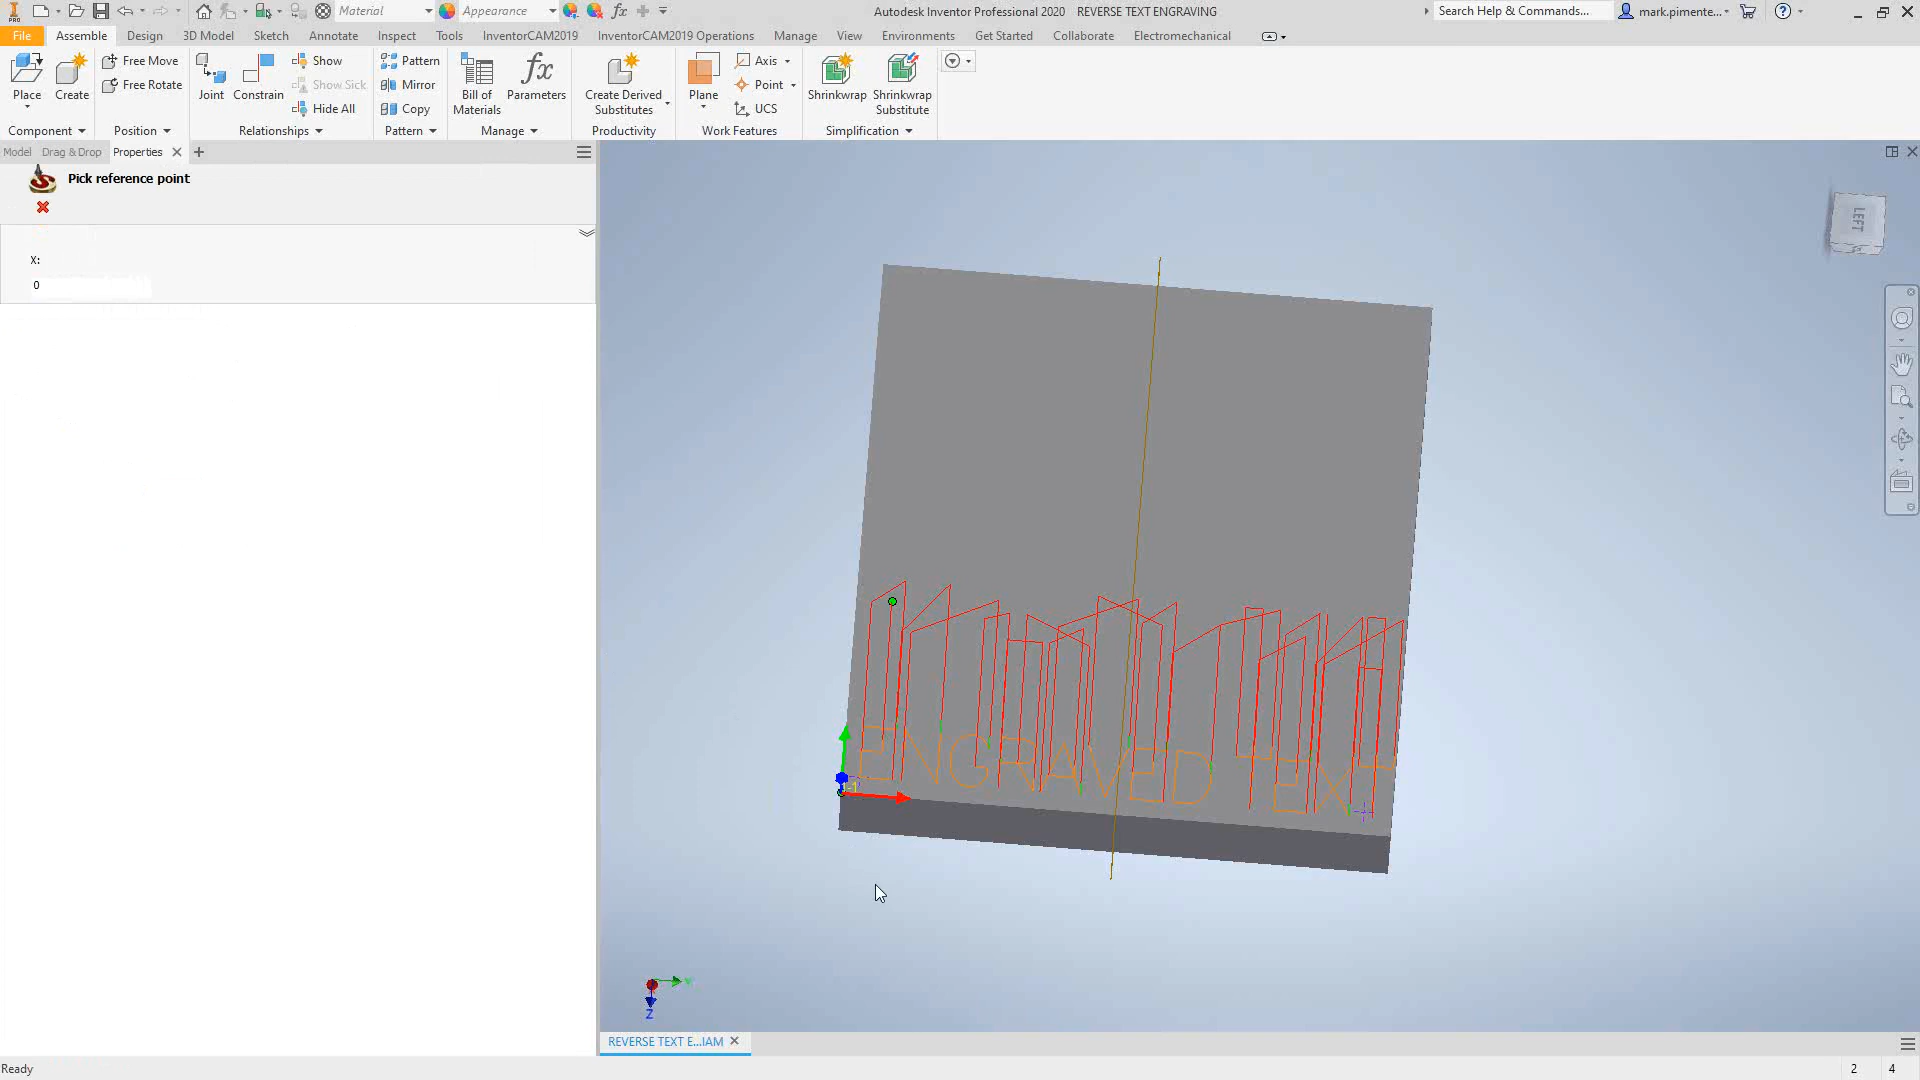 Material
Appearance
fx
Autodesk Inventor Professional 2020 REVERSE TEXT ENGRAVING
Search Help & Commands...
mark.pimente...
PRO
File
Assemble
Design
3D Model
Sketch
Annotate
Inspect
Tools
InventorCAM2019
InventorCAM2019 Operations
Manage
View
Environments
Get Started
Collaborate
Electromechanical
Place
Create
Free Move
Free Rotate
Joint
Constrain
Show
Show Sick
Hide All
Pattern
Mirror
Copy
Bill of
Materials
fx
Parameters
Create Derived
Substitutes
Plane
Axis
Point
UCS
Shrinkwrap
Shrinkwrap
Substitute
Component
Position
Relationships
Pattern
Manage
Productivity
Work Features
Simplification
Model
Drag & Drop
Properties
Pick reference point
X:
0
LEFT
ENGRAVED TEXT
Z
REVERSE TEXT E...IAM
Ready
2
4